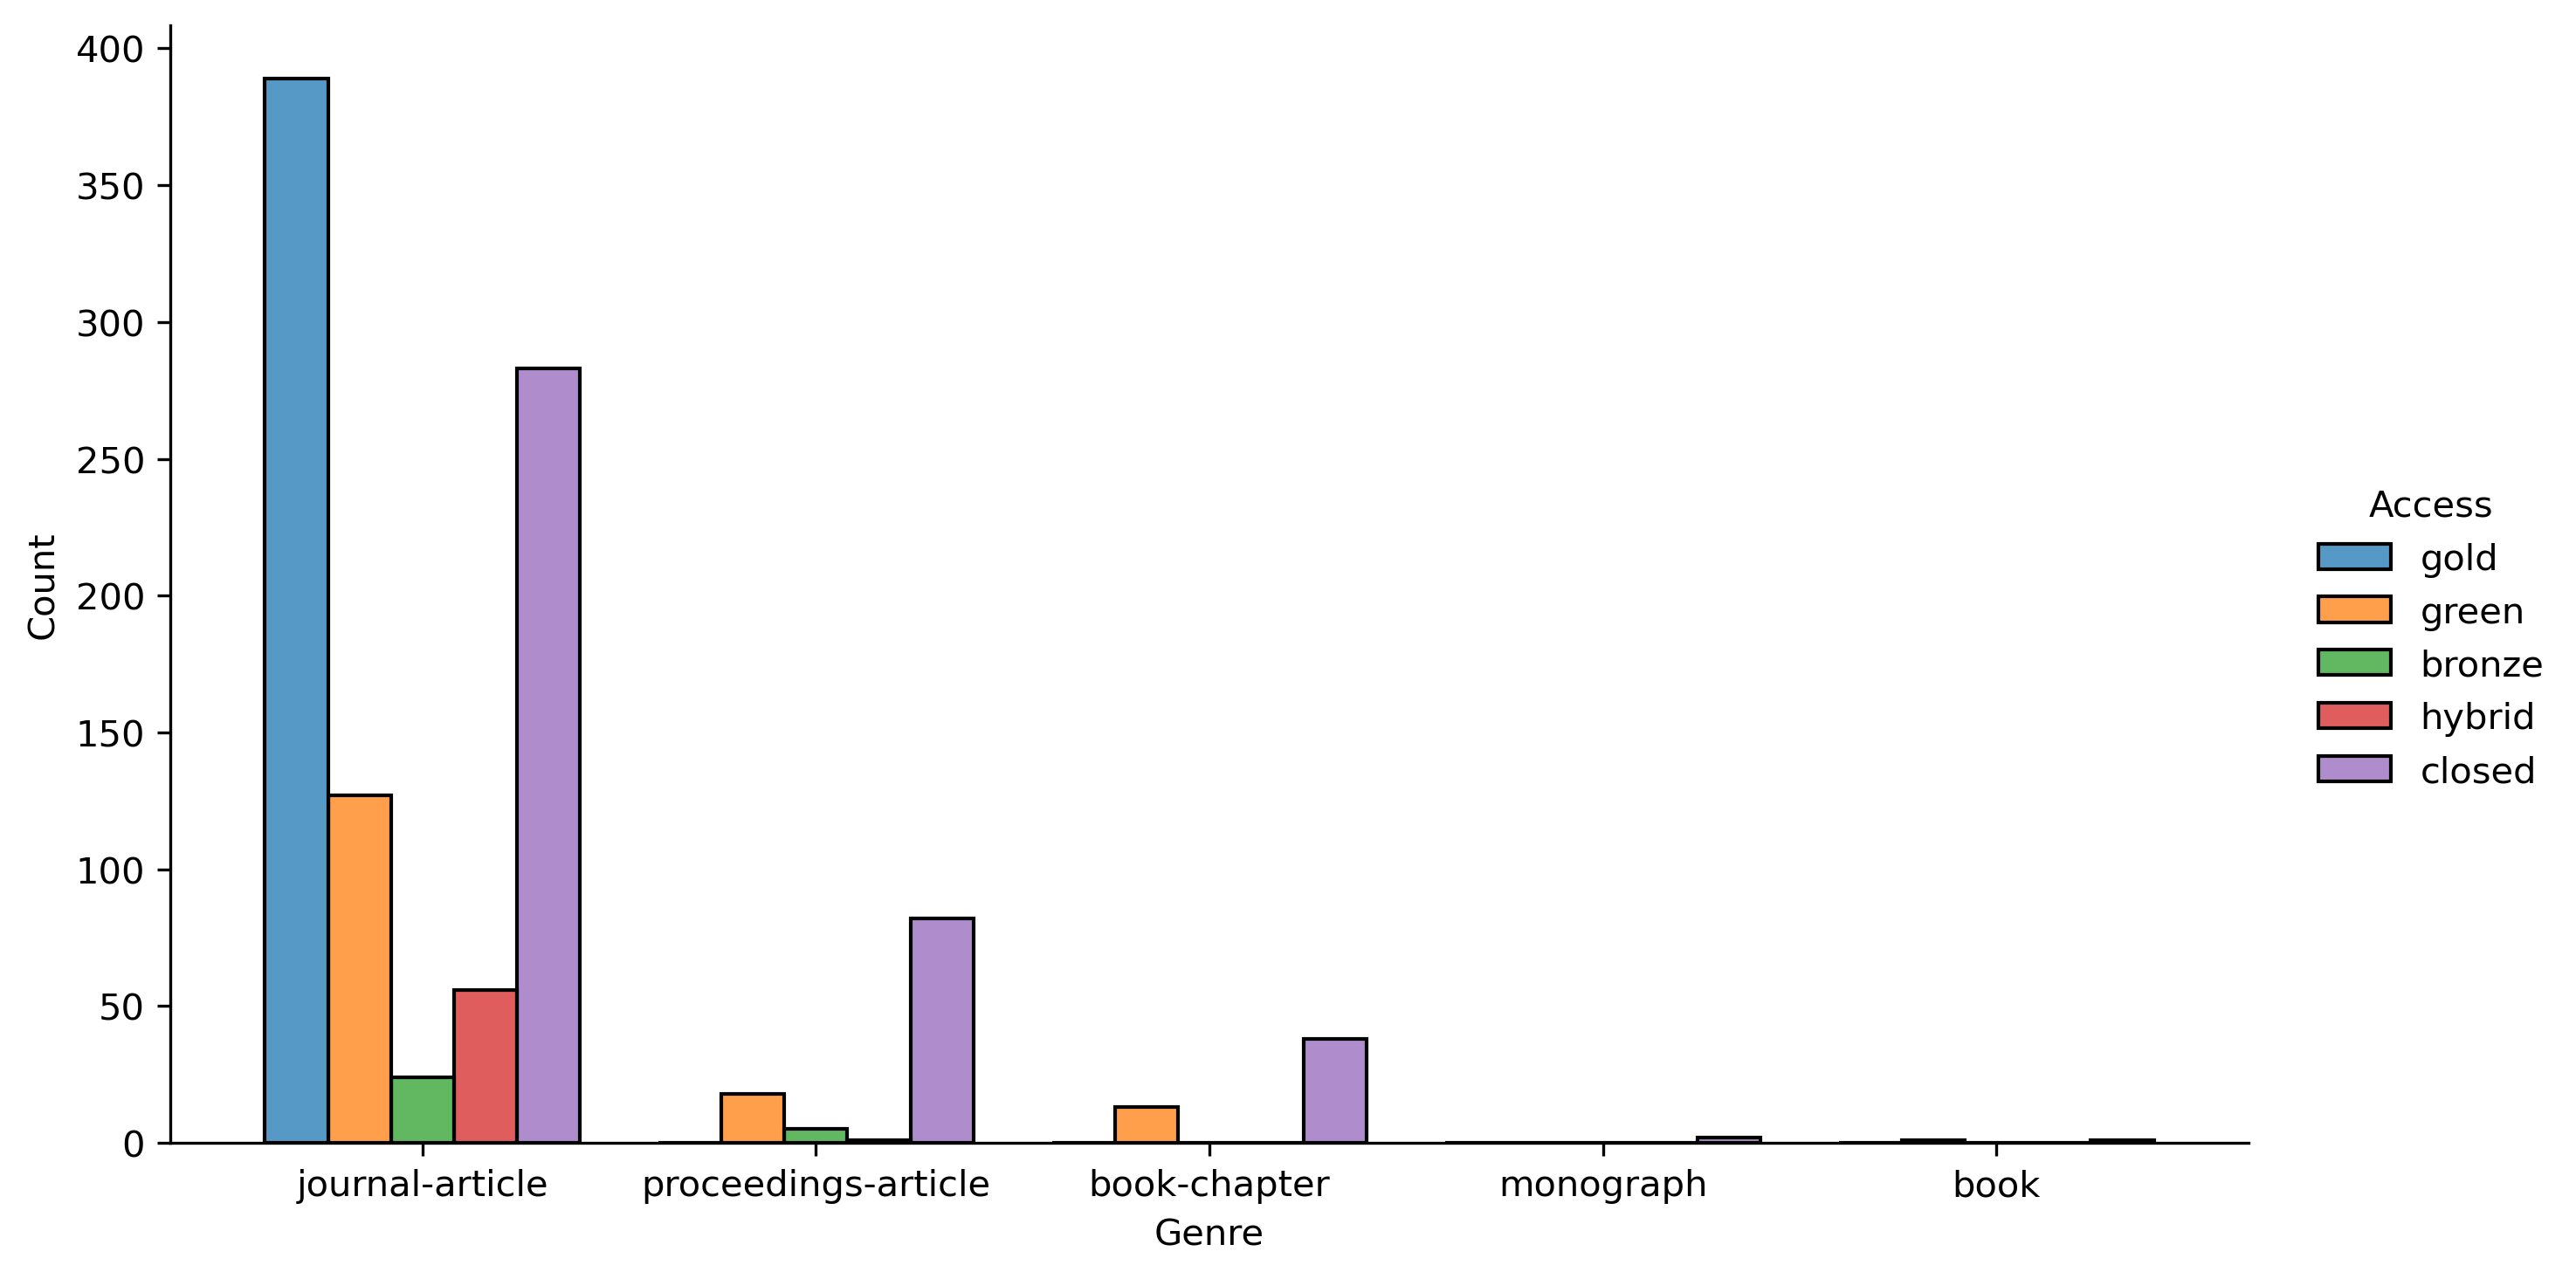 400
350
300
250
200
150
100
50
0
Count
journal-article
proceedings-article
book-chapter
monograph
book
Genre
Access
gold
green
bronze
hybrid
closed